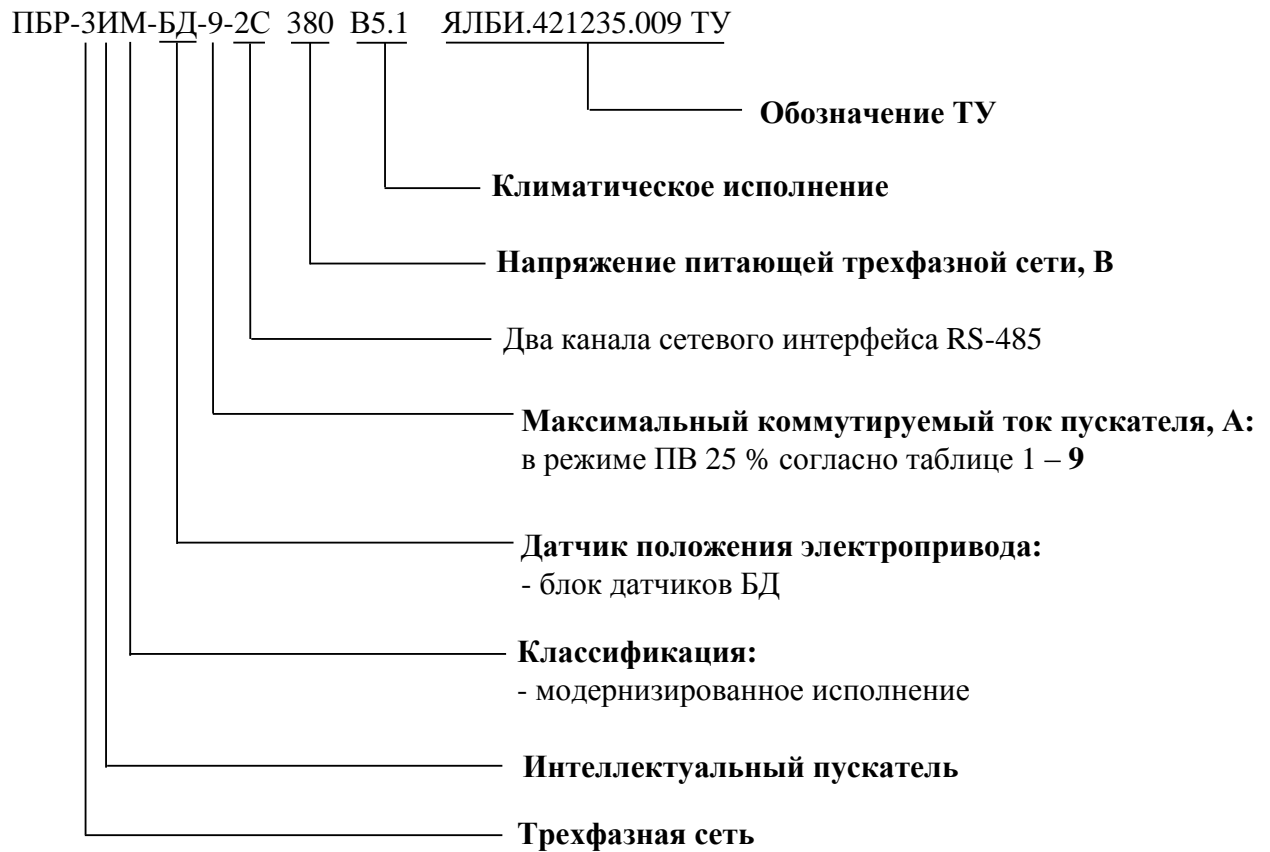 ПБР-3ИМ-БД-9-2С 380 В5.1 ЯЛБИ.421235.009 ТУ
Обозначение ТУ
Климатическое исполнение
Напряжение питающей трехфазной сети, В
Два канала сетевого интерфейса RS-485
Максимальный коммутируемый ток пускателя, А:
в режиме ПВ 25 % согласно таблице 1 – 9
Датчик положения электропривода:
- блок датчиков БД
Классификация:
- модернизированное исполнение
Интеллектуальный пускатель
Трехфазная сеть